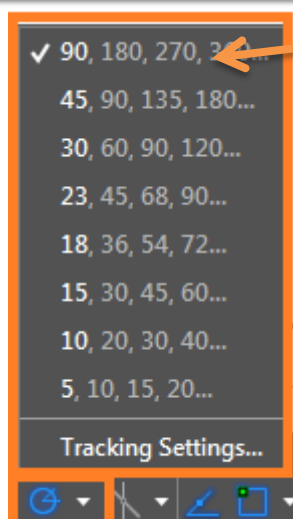 90, 180, 270,
45, 90, 135, 180...
30, 60, 90, 120...
23, 45, 68, 90...
18, 36, 54, 72...
15, 30, 45, 60...
10, 20, 30, 40...
5, 10, 15, 20...
Tracking Settings...